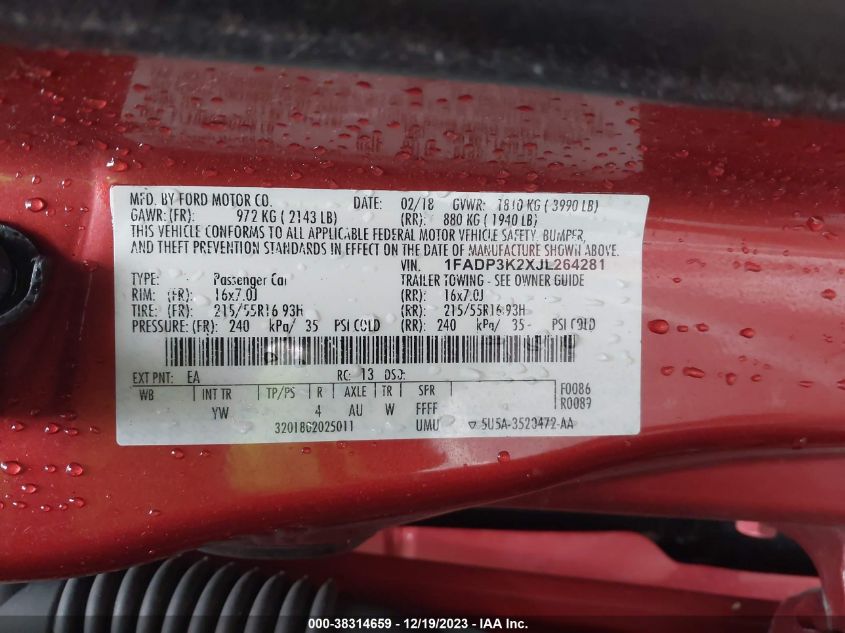 MFD. BY FORD MOTOR CO. DATE: 02/18 GVWR: 1810 KG ( 3990 LB)
GAWR: (FR): 972 KG ( 2143 LB) (RR): 880 KG ( 1940 LB)
THIS VEHICLE CONFORMS TO ALL APPLICABLE FEDERAL MOTOR VEHICLE SAFETY, BUMPER,
AND THEFT PREVENTION STANDARDS IN EFFECT ON THE DATE OF MANUFACTURE SHOWN ABOVE.
VIN: 1FADP3K2XJL264281
TYPE: Passenger Car TRAILER TOWING - SEE OWNER GUIDE
RIM: (FR): 16x7.0J (RR): 16x7.0J
TIRE: (FR): 215/55R16 93H (RR): 215/55R16 93H
PRESSURE: (FR): 240 kPa/ 35 PSI COLD (RR): 240 kPa/ 35 PSI COLD
EXT PNT: EA RC: 13 DSO:
WB INT TR TP/PS R AXLE TR SPR F0086
YW 4 AU W FFFF R0089
3201802025011 UMU ▽ 5U5A-3520472-AA
000-38314659 - 12/19/2023 - IAA Inc.